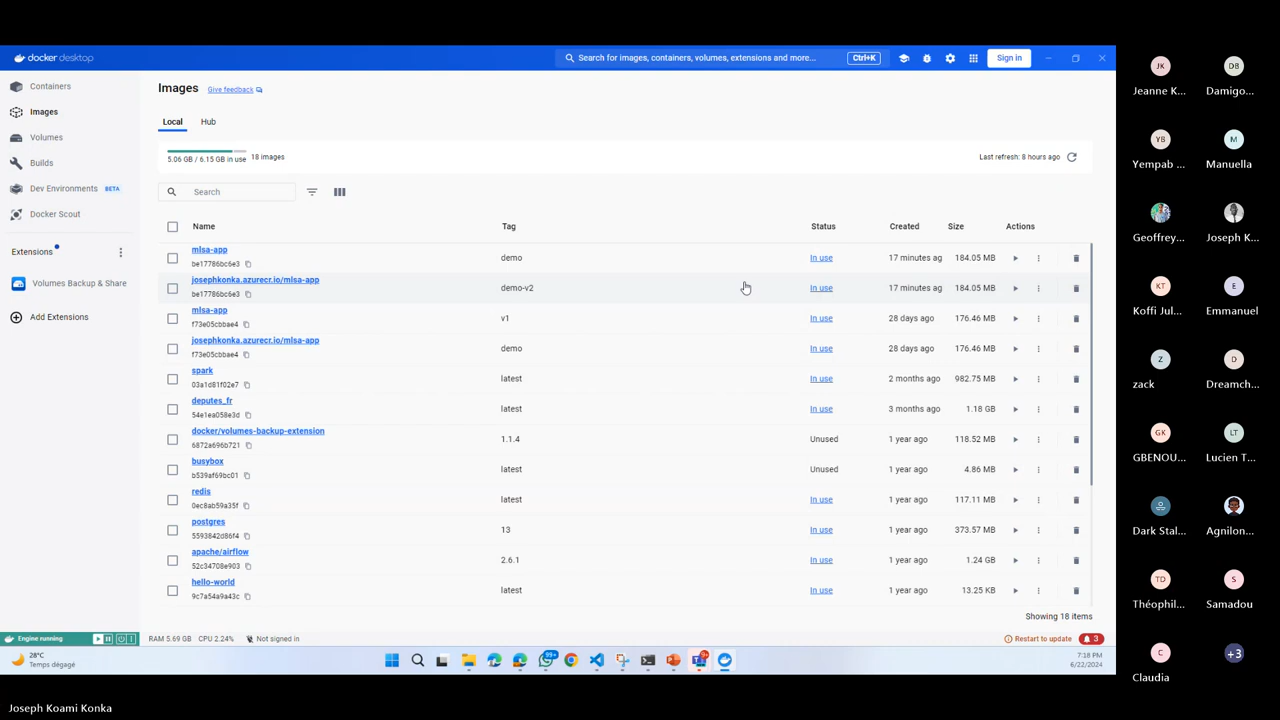 docker desktop
Search for images, containers, volumes, extensions and more...
Ctrl+K
Sign in
Containers
Images
Volumes
Builds
Dev Environments
BETA
Docker Scout
Extensions
Volumes Backup & Share
Add Extensions
Images
Give feedback
Local
Hub
5.06 GB / 6.15 GB in use
18 images
Last refresh: 8 hours ago
Search
Name Tag Status Created Size Actions
mlsa-app
be17786bc6e3
demo In use 17 minutes ag 184.05 MB
josephkonka.azurecr.io/mlsa-app
be17786bc6e3
demo-v2 In use 17 minutes ag 184.05 MB
mlsa-app
f73e05cbbae4
v1 In use 28 days ago 176.46 MB
josephkonka.azurecr.io/mlsa-app
f73e05cbbae4
demo In use 28 days ago 176.46 MB
spark
03a1d81f02e7
latest In use 2 months ago 982.75 MB
deputes_fr
54e1ea058e3d
latest In use 3 months ago 1.18 GB
docker/volumes-backup-extension
6872a696b721
1.1.4 Unused 1 year ago 118.52 MB
busybox
b539af69bc01
latest Unused 1 year ago 4.86 MB
redis
0ec8ab59a35f
latest In use 1 year ago 117.11 MB
postgres
5593842d86f4
13 In use 1 year ago 373.57 MB
apache/airflow
52c34708e903
2.6.1 In use 1 year ago 1.24 GB
hello-world
9c7a54a9a43c
latest In use 1 year ago 13.25 KB
Showing 18 items
Engine running
RAM 5.69 GB CPU 2.24%
Not signed in
Restart to update
3
28°C
Temps dégagé
99+
9+
7:18 PM
6/22/2024
JK
Jeanne K...
DB
Damigo...
YB
Yempab ...
M
Manuella
Geoffrey...
Joseph K...
KT
Koffi Jul...
E
Emmanuel
Z
zack
D
Dreamch...
GK
GBENOU...
LT
Lucien T...
Dark Stal...
Agnilon...
TD
Théophil...
S
Samadou
C
Claudia
+3
Joseph Koami Konka